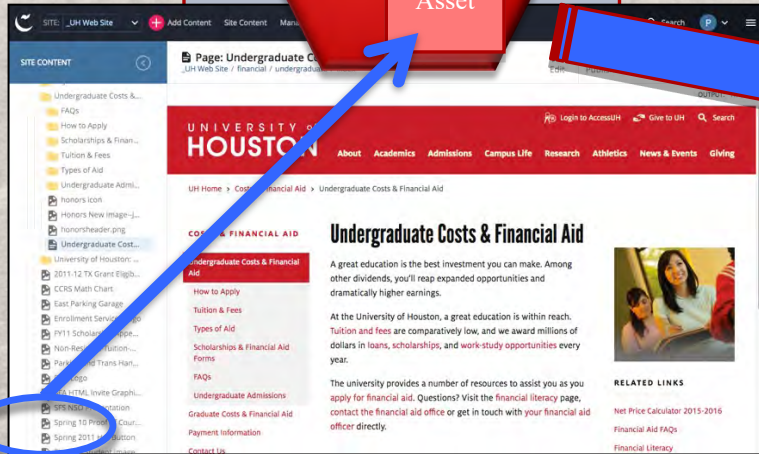 Asset
SITE: _UH Web Site
Add Content
Site Content
Search
P
SITE CONTENT
Page: Undergraduate
_UH Web Site / financial /
Edit
OUTPUT:
Undergraduate Costs &...
FAQs
How to Apply
Scholarships & Finan...
Tuition & Fees
Types of Aid
Undergraduate Admi...
honors icon
Honors New image--j...
honorsheader.png
Undergraduate Cost...
University of Houston: ...
2011-12 TX Grant Eligib...
CCRS Math Chart
East Parking Garage
Non-Res
Tuition-...
Trans Han...
HTML Invite Graphi...
Spring 10 Proof
Cour...
Spring 2011
UNIVERSITY of
HOUSTON
Login to AccessUH
Give to UH
Search
About
Academics
Admissions
Campus Life
Research
Athletics
News & Events
Giving
UH Home > Financial Aid > Undergraduate Costs & Financial Aid
FINANCIAL AID
Undergraduate Costs & Financial
Aid
How to Apply
Tuition & Fees
Types of Aid
Scholarships & Financial Aid
Forms
FAQs
Undergraduate Admissions
Graduate Costs & Financial Aid
Payment Information
Contact Us
Undergraduate Costs & Financial Aid
A great education is the best investment you can make. Among
other dividends, you'll reap expanded opportunities and
dramatically higher earnings.
At the University of Houston, a great education is within reach.
Tuition and fees are comparatively low, and we award millions of
dollars in loans, scholarships, and work-study opportunities every
year.
The university provides a number of resources to assist you as you
apply for financial aid. Questions? Visit the financial literacy page,
contact the financial aid office or get in touch with your financial aid
officer directly.
RELATED LINKS
Net Price Calculator 2015-2016
Financial Aid FAQs
Financial Literacy